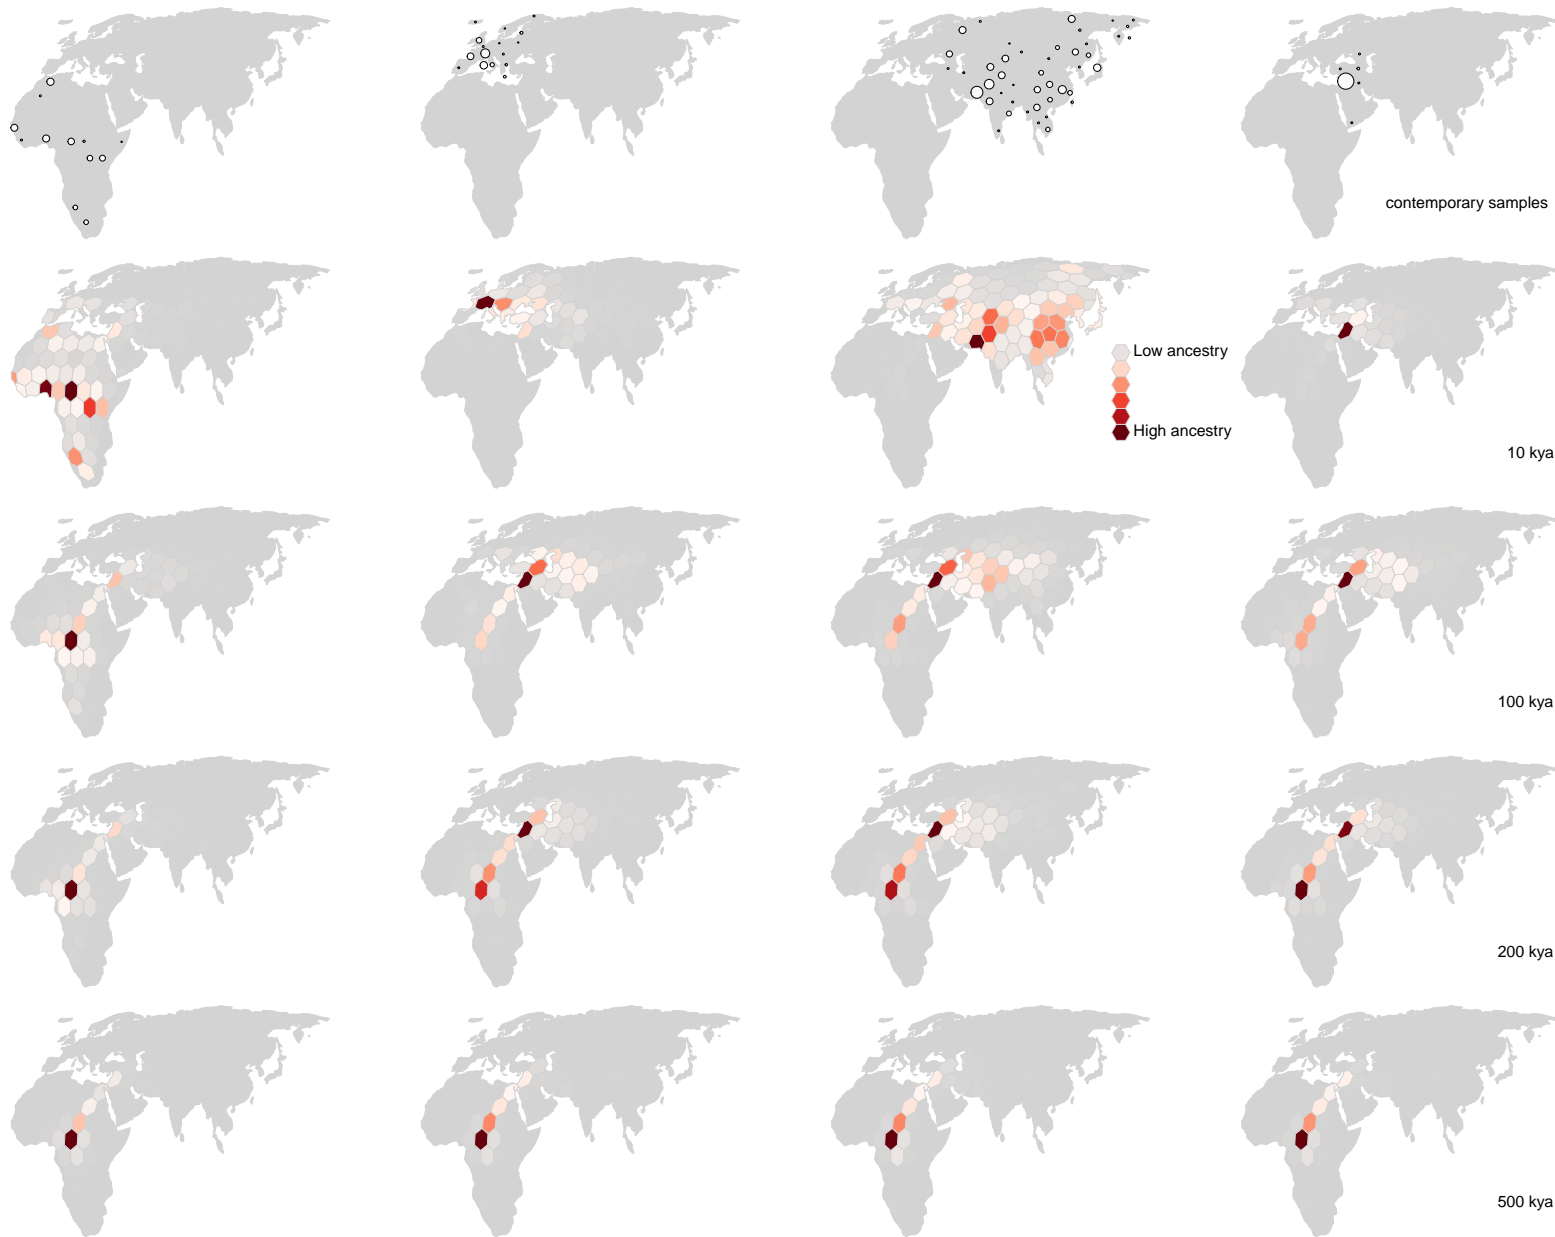 contemporary samples
Low ancestry
High ancestry
10 kya
100 kya
200 kya
500 kya